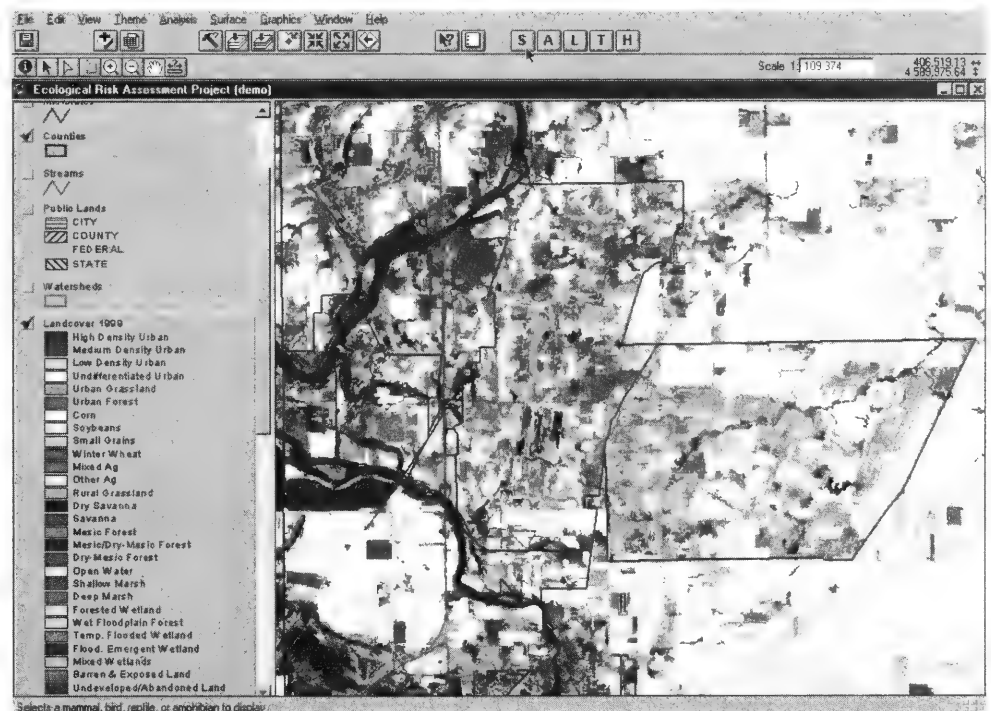 File Edit View Theme Analysis Surface Graphics Window Help
S A L T H
Scale 1: 109 374
406,519.13
4 589,975.64
Ecological Risk Assessment Project (demo)
Counties
Streams
Public Lands
CITY
COUNTY
FEDERAL
STATE
Watersheds
Landcover 1999
High Density Urban
Medium Density Urban
Low Density Urban
Undifferentiated Urban
Urban Grassland
Urban Forest
Corn
Soybeans
Small Grains
Winter Wheat
Mixed Ag
Other Ag
Rural Grassland
Dry Savanna
Savanna
Mesic Forest
Mesic/Dry-Mesic Forest
Dry-Mesic Forest
Open Water
Shallow Marsh
Deep Marsh
Forested Wetland
Wet Floodplain Forest
Temp. Flooded Wetland
Flood. Emergent Wetland
Mixed Wetlands
Barren & Exposed Land
Undeveloped/Abandoned Land
Selects a mammal, bird, reptile, or amphibian to display